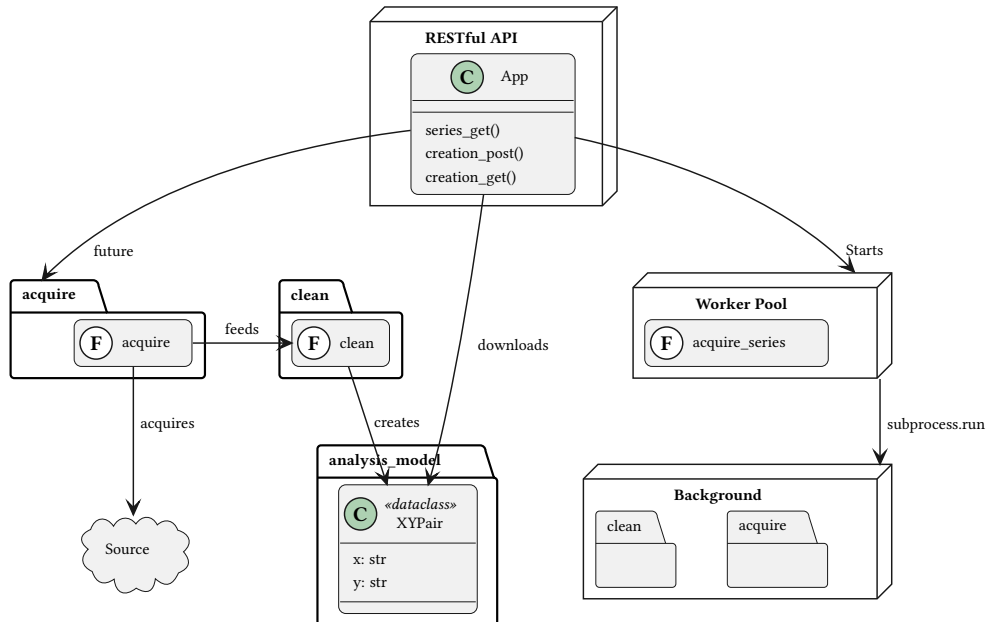 RESTful API
C App
series_get()
creation_post()
creation_get()
future
Starts
acquire
F acquire
feeds
clean
F clean
downloads
Worker Pool
F acquire_series
acquires
creates
subprocess.run
analysis_model
C «dataclass»
XYPair
x: str
y: str
Source
Background
clean
acquire